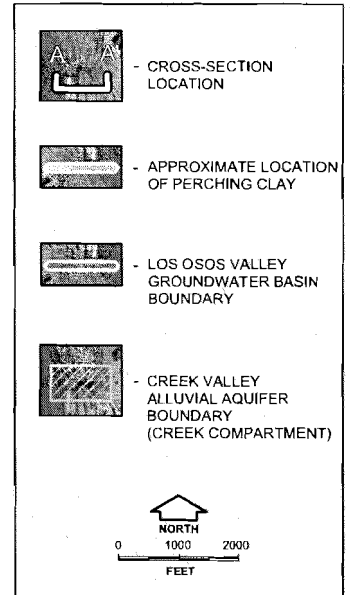 A A'
- CROSS-SECTION
LOCATION
- APPROXIMATE LOCATION
OF PERCHING CLAY
- LOS OSOS VALLEY
GROUNDWATER BASIN
BOUNDARY
- CREEK VALLEY
ALLUVIAL AQUIFER
BOUNDARY
(CREEK COMPARTMENT)
NORTH
0 1000 2000
FEET